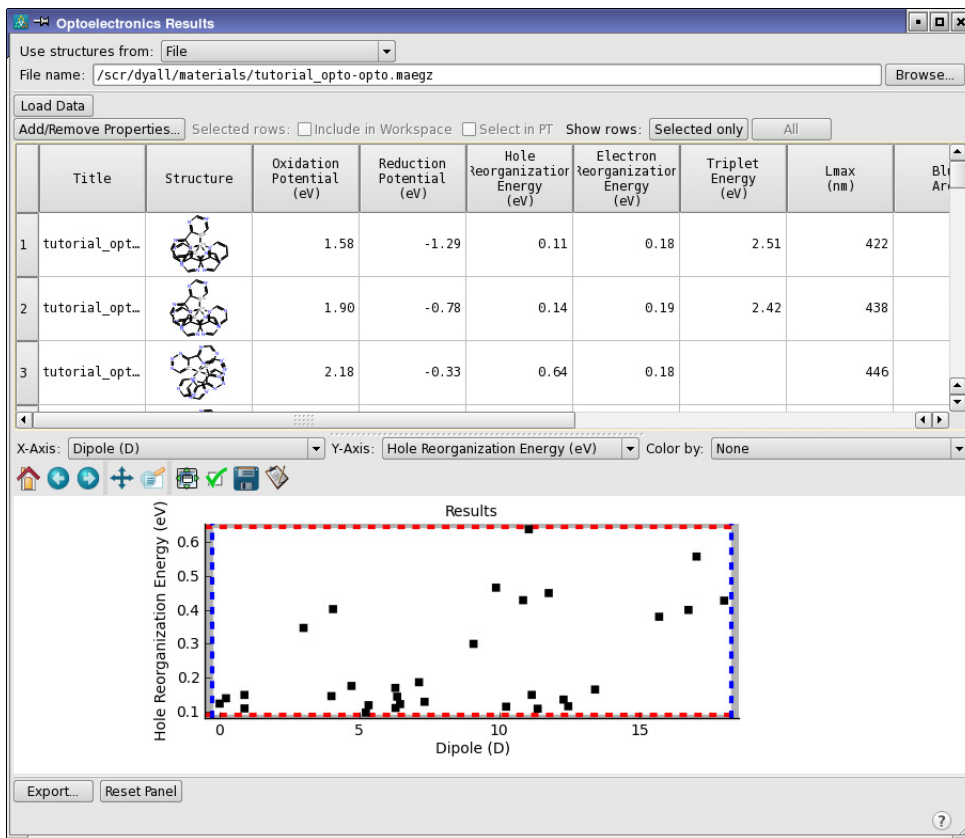 Optoelectronics Results
Use structures from: File
File name: /scr/dyall/materials/tutorial_opto-opto.maegz Browse...
Load Data
Add/Remove Properties... Selected rows: Include in Workspace Select in PT Show rows: Selected only All
Title Structure Oxidation Potential (eV) Reduction Potential (eV) Hole Reorganization Energy (eV) Electron Reorganization Energy (eV) Triplet Energy (eV) Lmax (nm)
1 tutorial_opt… 1.58 -1.29 0.11 0.18 2.51 422
2 tutorial_opt… 1.90 -0.78 0.14 0.19 2.42 438
3 tutorial_opt… 2.18 -0.33 0.64 0.18 446
X-Axis: Dipole (D) Y-Axis: Hole Reorganization Energy (eV) Color by: None
Results
Hole Reorganization Energy (eV)
0.6
0.5
0.4
0.3
0.2
0.1
0 5 10 15
Dipole (D)
Export... Reset Panel
?